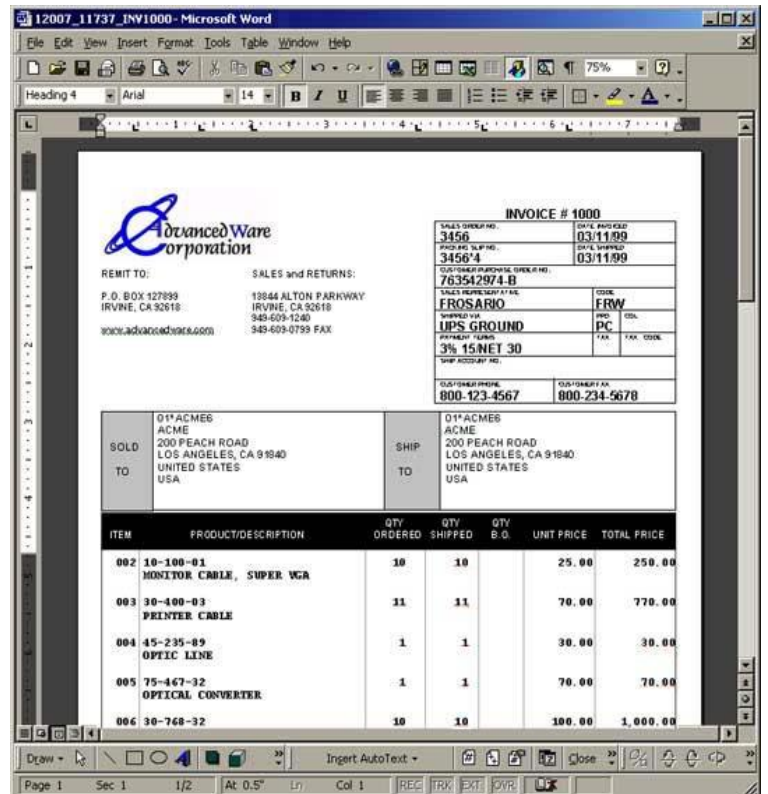 12007_11737_INV1000 - Microsoft Word
File Edit View Insert Format Tools Table Window Help
75%
Heading 4 Arial 14 B I U
AdvancedWare
Corporation
INVOICE # 1000
SALES ORDER NO. DATE INVOICED
3456 03/11/99
PACKING SLIP NO. DATE SHIPPED
3456*4 03/11/99
CUSTOMER PURCHASE ORDER NO.
763542974-B
SALES REPRESENTATIVE CODE
FROSARIO FRW
SHIPPED VIA PPD COL
UPS GROUND PC
PAYMENT TERMS TAX TAX CODE
3% 15/NET 30
SHIP ACCOUNT NO.
CUSTOMER PHONE CUSTOMER FAX
800-123-4567 800-234-5678
REMIT TO: SALES and RETURNS:
P.O. BOX 127899 13844 ALTON PARKWAY
IRVINE, CA 92618 IRVINE, CA 92618
949-609-1240
www.advancedware.com 949-609-0799 FAX
SOLD TO
01*ACME6
ACME
200 PEACH ROAD
LOS ANGELES, CA 91840
UNITED STATES
USA
SHIP TO
01*ACME6
ACME
200 PEACH ROAD
LOS ANGELES, CA 91840
UNITED STATES
USA
ITEM PRODUCT/DESCRIPTION QTY ORDERED QTY SHIPPED QTY B.O. UNIT PRICE TOTAL PRICE
002 10-100-01 10 10 25.00 250.00
MONITOR CABLE, SUPER VGA
003 30-400-03 11 11 70.00 770.00
PRINTER CABLE
004 45-235-89 1 1 30.00 30.00
OPTIC LINE
005 75-467-32 1 1 70.00 70.00
OPTICAL CONVERTER
006 30-768-32 10 10 100.00 1,000.00
Draw Insert AutoText Close
Page 1 Sec 1 1/2 At 0.5" Ln Col 1 REC TRK EXT OVR